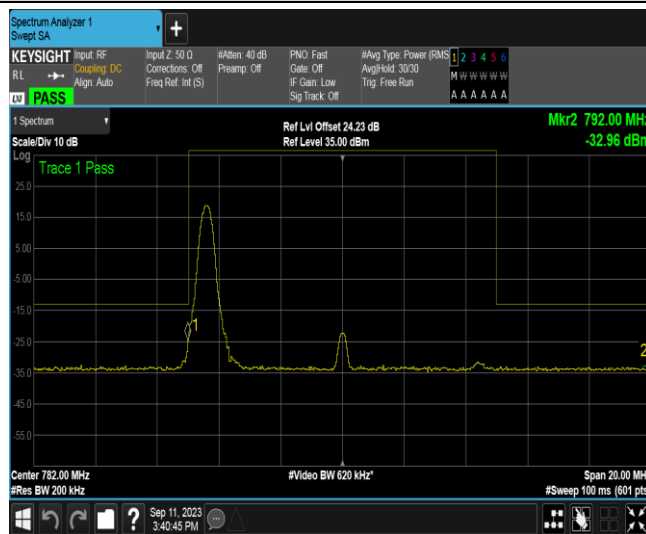 Spectrum Analyzer 1
Swept SA
+
KEYSIGHT Input: RF Input Z: 50 Ω #Atten: 40 dB PNO: Fast #Avg Type: Power (RMS 1 2 3 4 5 6
RL Coupling: DC Corrections: Off Preamp: Off Gate: Off Avg|Hold: 30/30 M W W W W W
Align: Auto Freq Ref: Int (S) IF Gain: Low Trig: Free Run
LXI PASS Sig Track: Off A A A A A A
1 Spectrum Ref Lvl Offset 24.23 dB Mkr2 792.00 MHz
Scale/Div 10 dB Ref Level 35.00 dBm -32.96 dBm
Log
Trace 1 Pass
25.0
15.0
5.00
-5.00
-15.0
1
-25.0
2
-35.0
-45.0
-55.0
Center 782.00 MHz #Video BW 620 kHz* Span 20.00 MHz
#Res BW 200 kHz #Sweep 100 ms (601 pts
? Sep 11, 2023
3:40:45 PM